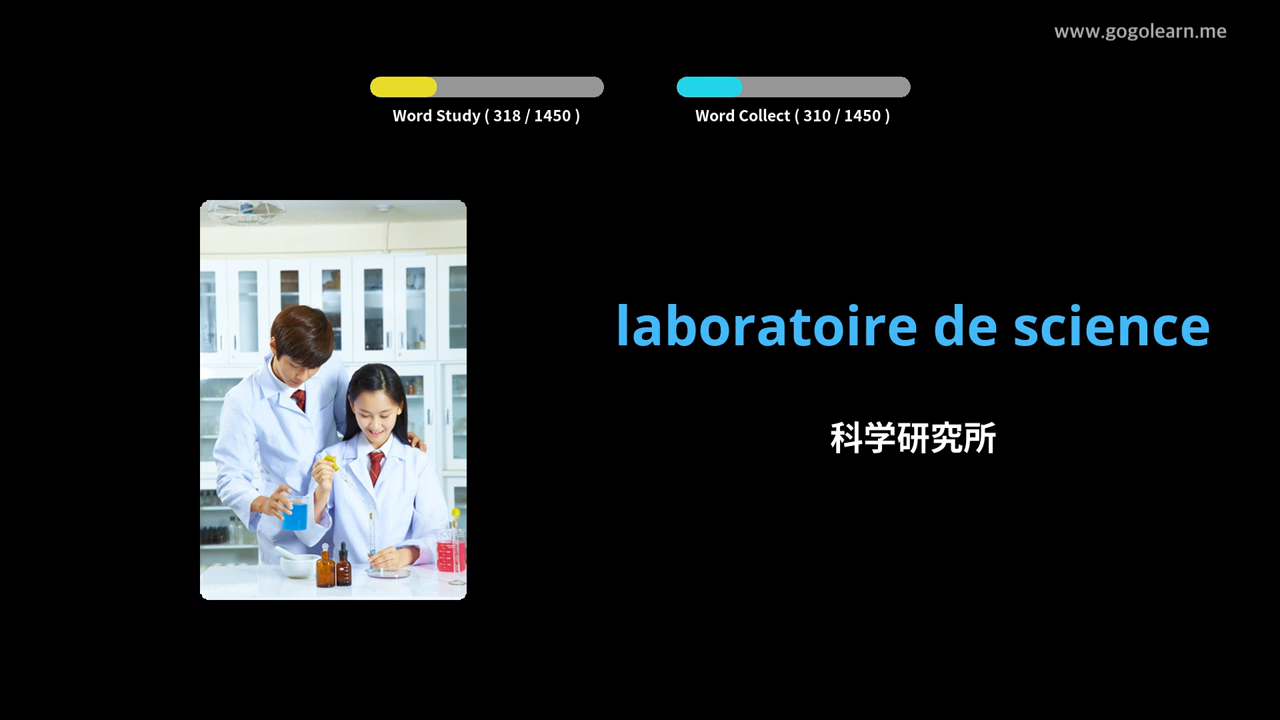 www.gogolearn.me
Word Study ( 318 / 1450 )
Word Collect ( 310 / 1450 )
laboratoire de science
科学研究所